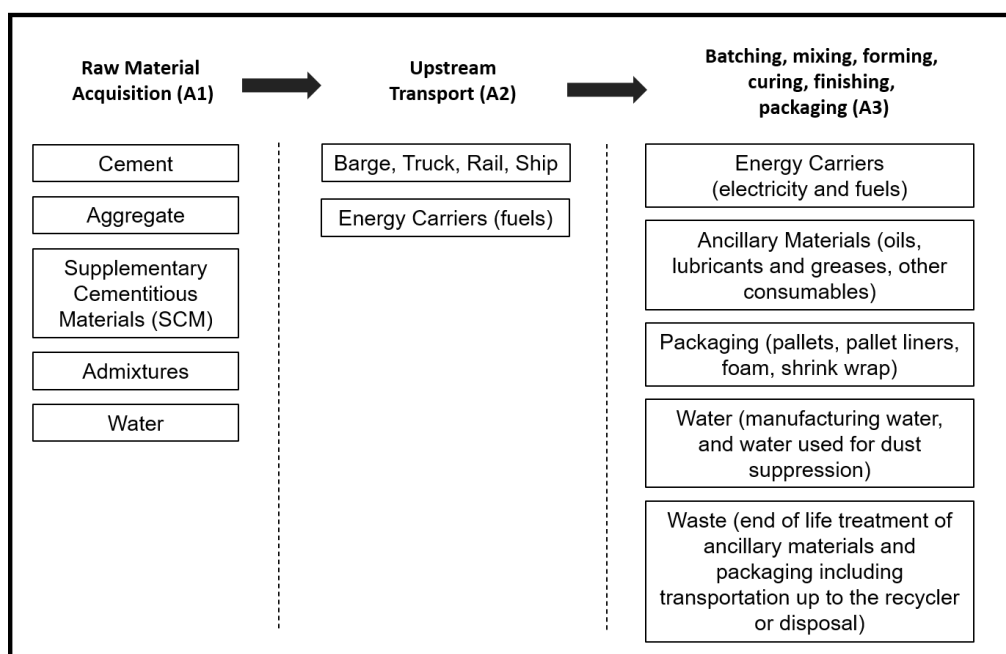 Raw Material
Acquisition (A1)
Upstream
Transport (A2)
Batching, mixing, forming,
curing, finishing,
packaging (A3)
Cement
Aggregate
Supplementary
Cementitious
Materials (SCM)
Admixtures
Water
Barge, Truck, Rail, Ship
Energy Carriers (fuels)
Energy Carriers
(electricity and fuels)
Ancillary Materials (oils,
lubricants and greases, other
consumables)
Packaging (pallets, pallet liners,
foam, shrink wrap)
Water (manufacturing water,
and water used for dust
suppression)
Waste (end of life treatment of
ancillary materials and
packaging including
transportation up to the recycler
or disposal)